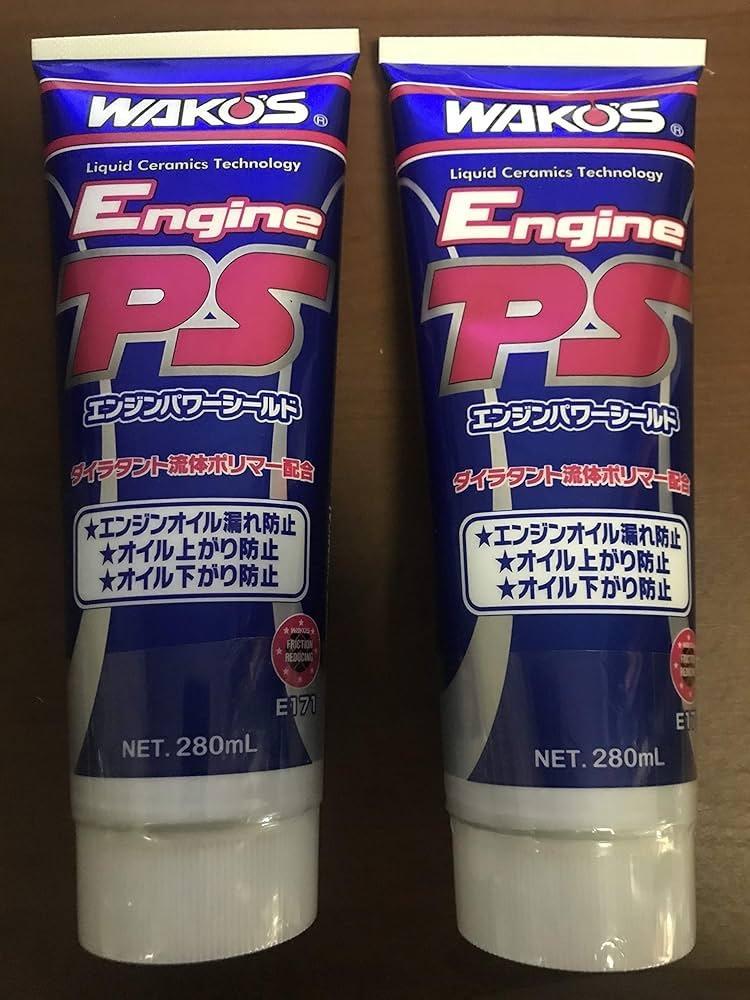 WAKO'S®
Liquid Ceramics Technology
Engine
PS
エンジンパワーシールド
ダイラタント流体ポリマー配合
★エンジンオイル漏れ防止
★オイル上がり防止
★オイル下がり防止
WAKO'S
FRICTION
REDUCING
E171
NET. 280mL
WAKO'S®
Liquid Ceramics Technology
Engine
PS
エンジンパワーシールド
ダイラタント流体ポリマー配合
★エンジンオイル漏れ防止
★オイル上がり防止
★オイル下がり防止
FRICTION
REDUCING
NET. 280mL